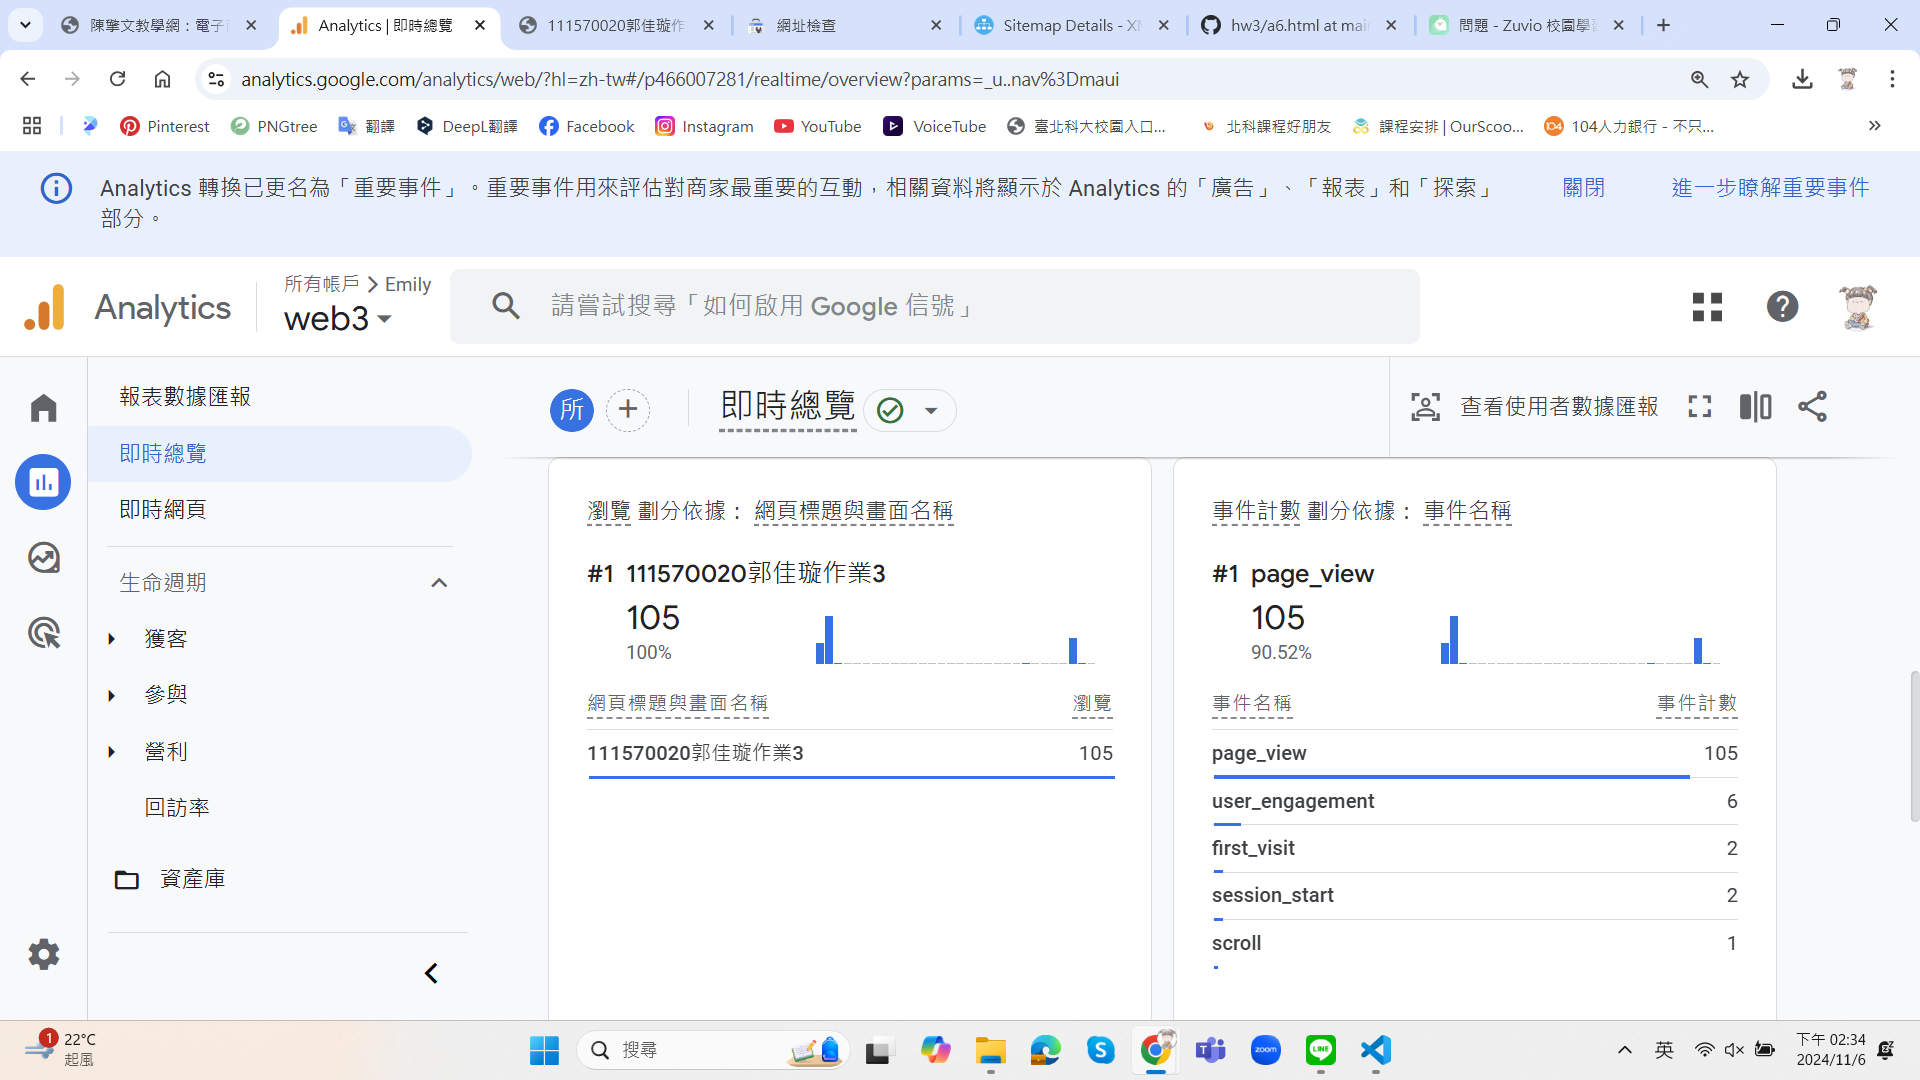 陳擎文教學網：電子商
Analytics | 即時總覽
111570020郭佳璇作
網址檢查
Sitemap Details - XM
hw3/a6.html at main
問題 - Zuvio 校園學習
analytics.google.com/analytics/web/?hl=zh-tw#/p466007281/realtime/overview?params=_u..nav%3Dmaui
Pinterest
PNGtree
翻譯
DeepL翻譯
Facebook
Instagram
YouTube
VoiceTube
臺北科大校園入口...
北科課程好朋友
課程安排 | OurScoo...
104人力銀行 - 不只...
Analytics 轉換已更名為「重要事件」。重要事件用來評估對商家最重要的互動，相關資料將顯示於 Analytics 的「廣告」、「報表」和「探索」
部分。
關閉
進一步瞭解重要事件
Analytics
所有帳戶 > Emily
web3
請嘗試搜尋「如何啟用 Google 信號」
報表數據匯報
即時總覽
即時網頁
生命週期
獲客
參與
營利
回訪率
資產庫
所
即時總覽
查看使用者數據匯報
瀏覽 劃分依據： 網頁標題與畫面名稱
#1 111570020郭佳璇作業3
105
100%
網頁標題與畫面名稱
瀏覽
111570020郭佳璇作業3
105
事件計數 劃分依據： 事件名稱
#1 page_view
105
90.52%
事件名稱
事件計數
page_view
105
user_engagement
6
first_visit
2
session_start
2
scroll
1
1
22°C
起風
搜尋
zoom
LINE
英
下午 02:34
2024/11/6